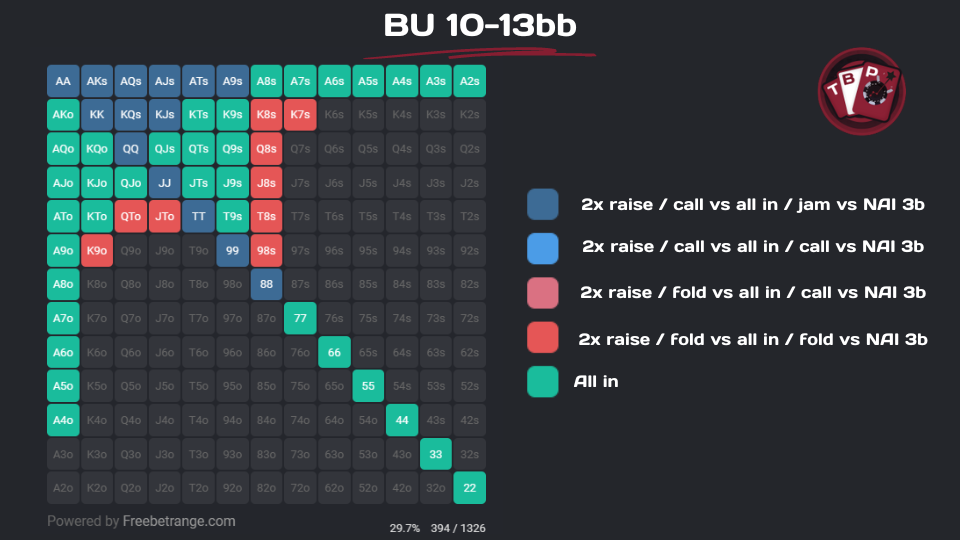 BU 10-13bb
AA AKs AQs AJs ATs A9s A8s A7s A6s A5s A4s A3s A2s
AKo KK KQs KJs KTs K9s K8s K7s K6s K5s K4s K3s K2s
AQo KQo QQ QJs QTs Q9s Q8s Q7s Q6s Q5s Q4s Q3s Q2s
AJo KJo QJo JJ JTs J9s J8s J7s J6s J5s J4s J3s J2s
ATo KTo QTo JTo TT T9s T8s T7s T6s T5s T4s T3s T2s
A9o K9o Q9o J9o T9o 99 98s 97s 96s 95s 94s 93s 92s
A8o K8o Q8o J8o T8o 98o 88 87s 86s 85s 84s 83s 82s
A7o K7o Q7o J7o T7o 97o 87o 77 76s 75s 74s 73s 72s
A6o K6o Q6o J6o T6o 96o 86o 76o 66 65s 64s 63s 62s
A5o K5o Q5o J5o T5o 95o 85o 75o 65o 55 54s 53s 52s
A4o K4o Q4o J4o T4o 94o 84o 74o 64o 54o 44 43s 42s
A3o K3o Q3o J3o T3o 93o 83o 73o 63o 53o 43o 33 32s
A2o K2o Q2o J2o T2o 92o 82o 72o 62o 52o 42o 32o 22
Powered by Freebetrange.com
29.7% 394 / 1326
T B P
2x raise / call vs all in / jam vs NAI 3b
2x raise / call vs all in / call vs NAI 3b
2x raise / fold vs all in / call vs NAI 3b
2x raise / fold vs all in / fold vs NAI 3b
All in